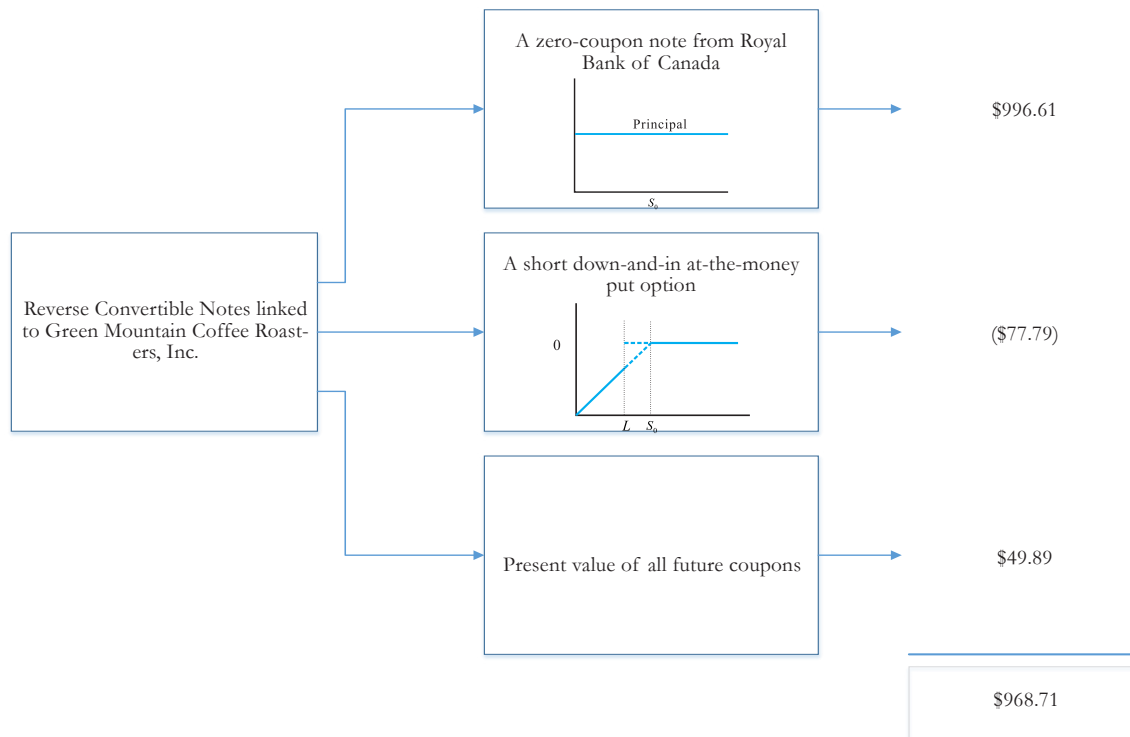 A zero-coupon note from Royal
Bank of Canada
Principal
S₀
$996.61
Reverse Convertible Notes linked
to Green Mountain Coffee Roast-
ers, Inc.
A short down-and-in at-the-money
put option
0
L S₀
($77.79)
Present value of all future coupons
$49.89
$968.71